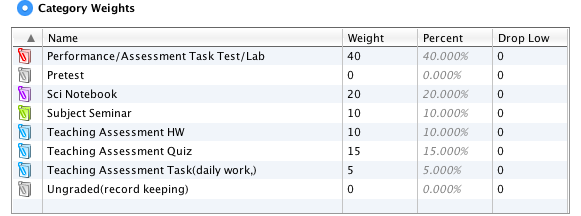 Category Weights
Name Weight Percent Drop Low
Performance/Assessment Task Test/Lab 40 40.000% 0
Pretest 0 0.000% 0
Sci Notebook 20 20.000% 0
Subject Seminar 10 10.000% 0
Teaching Assessment HW 10 10.000% 0
Teaching Assessment Quiz 15 15.000% 0
Teaching Assessment Task(daily work,) 5 5.000% 0
Ungraded(record keeping) 0 0.000% 0